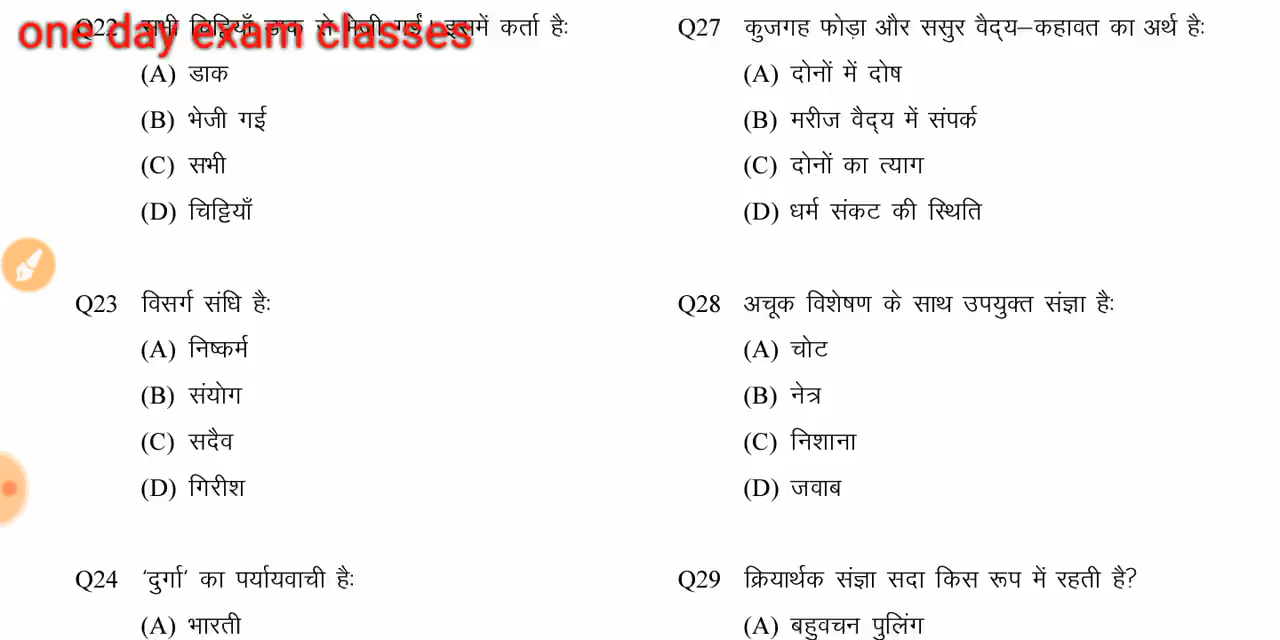 one day exam classes
Q22 सभी चिट्ठियाँ डाक से भेजी गईं। इसमें कर्ता है:
(A) डाक
(B) भेजी गई
(C) सभी
(D) चिट्ठियाँ
Q23 विसर्ग संधि है:
(A) निष्कर्म
(B) संयोग
(C) सदैव
(D) गिरीश
Q24 'दुर्गा' का पर्यायवाची है:
(A) भारती
Q27 कुजगह फोड़ा और ससुर वैद्य–कहावत का अर्थ है:
(A) दोनों में दोष
(B) मरीज वैद्य में संपर्क
(C) दोनों का त्याग
(D) धर्म संकट की स्थिति
Q28 अचूक विशेषण के साथ उपयुक्त संज्ञा है:
(A) चोट
(B) नेत्र
(C) निशाना
(D) जवाब
Q29 क्रियार्थक संज्ञा सदा किस रूप में रहती है?
(A) बहुवचन पुलिंग